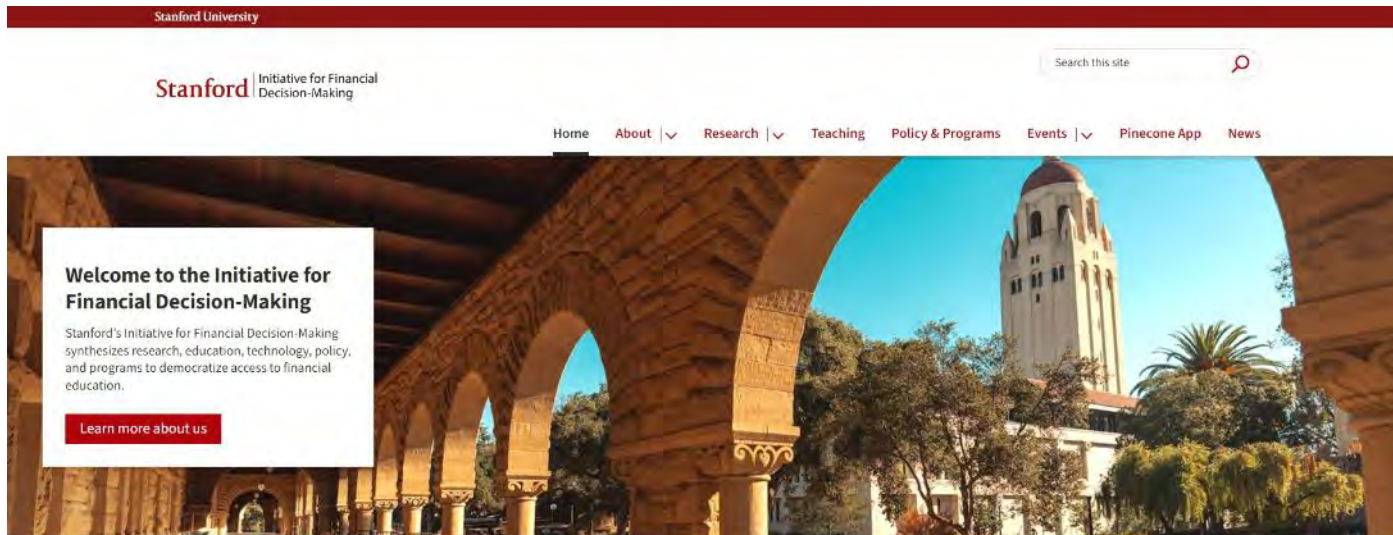 Stanford University
Search this site
Stanford
Initiative for Financial
Decision-Making
Home About Research Teaching Policy & Programs Events Pinecone App News
Welcome to the Initiative for
Financial Decision-Making
Stanford's Initiative for Financial Decision-Making
synthesizes research, education, technology, policy,
and programs to democratize access to financial
education.
Learn more about us